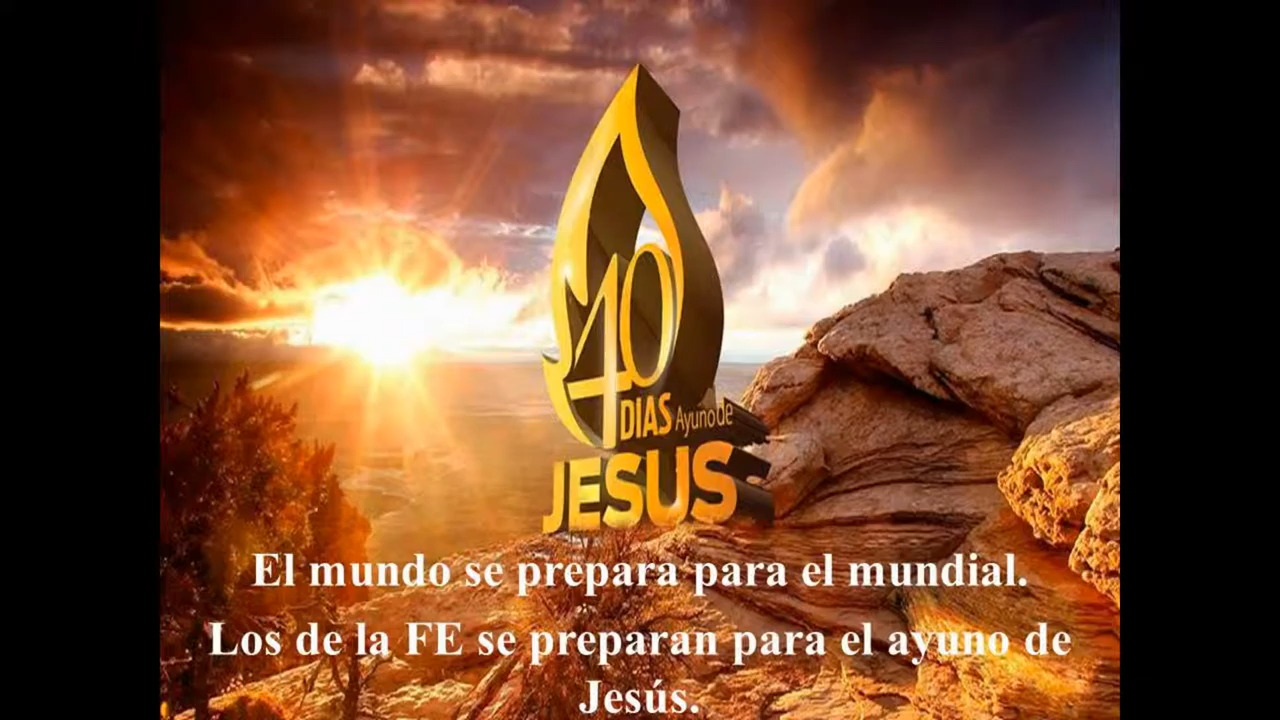 40
DIAS Ayuno de
JESUS
El mundo se prepara para el mundial.
Los de la FE se preparan para el ayuno de
Jesús.